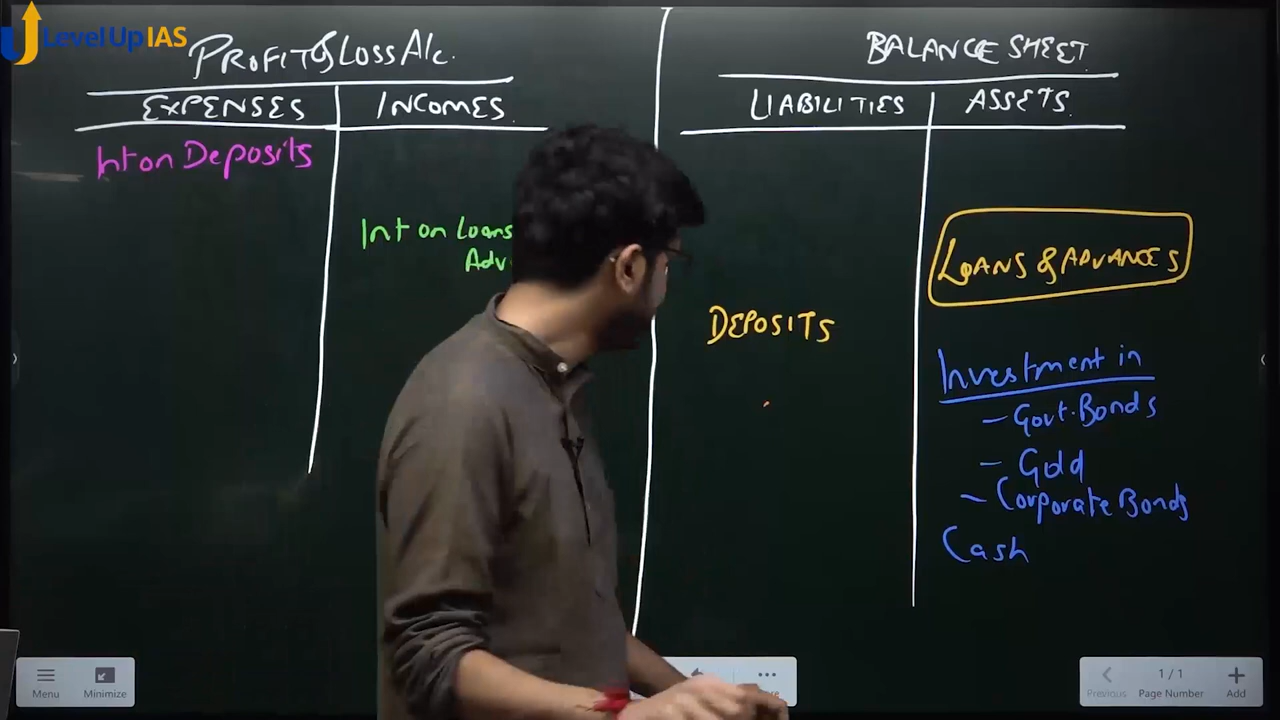 LevelUp IAS
PROFIT & LOSS A/c.
EXPENSES
INCOMES
Int on Deposits
Int on Loans
BALANCE SHEET
LIABILITIES
ASSETS
LOANS & ADVANCES
DEPOSITS
Investment in
- Govt. Bonds
- Gold
- Corporate Bonds
Cash
Menu
Minimize
Previous
1/1
Page Number
Add